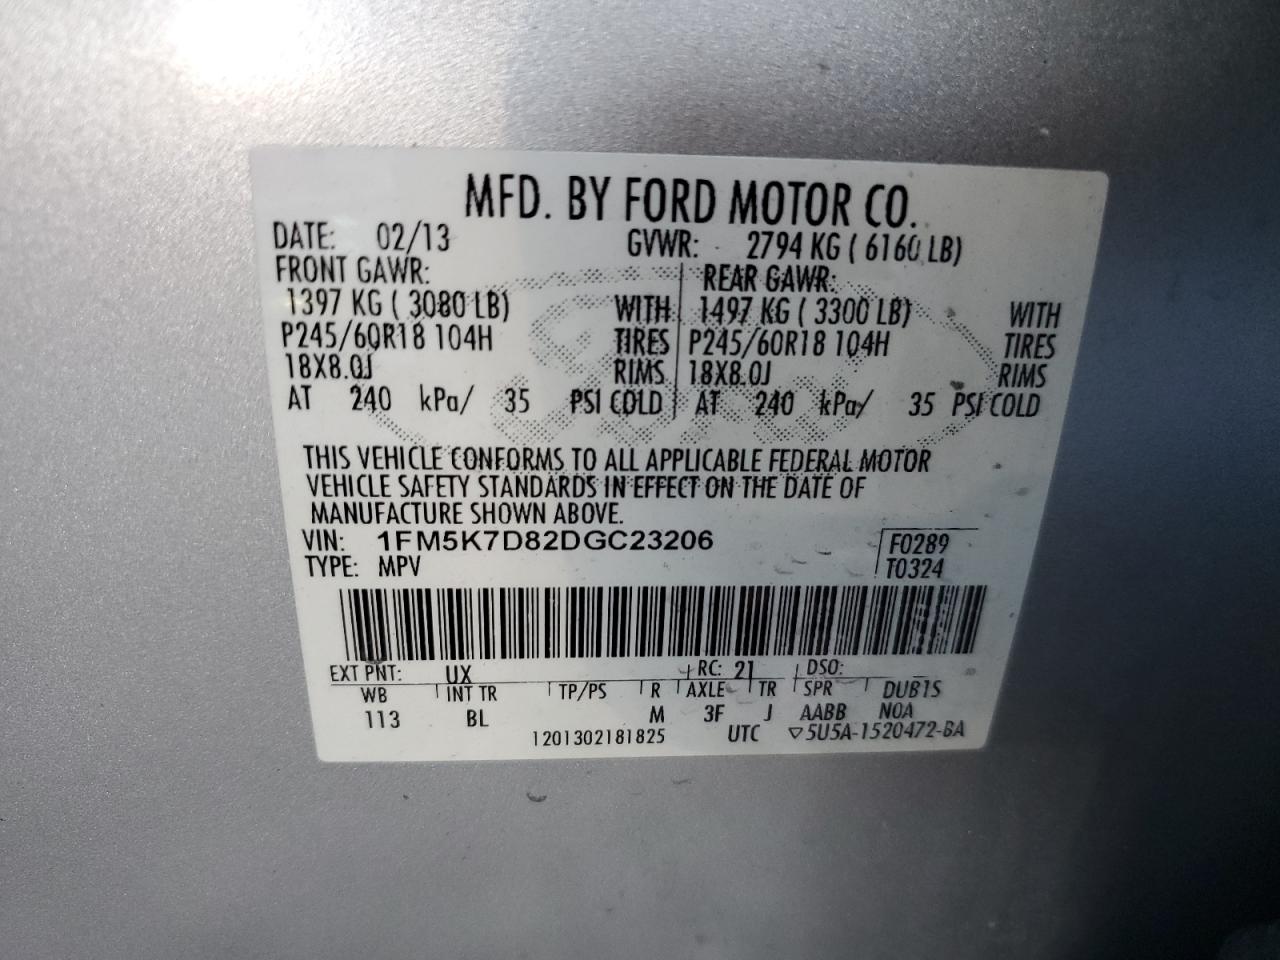 MFD. BY FORD MOTOR CO.
DATE: 02/13 GVWR: 2794 KG ( 6160 LB)
FRONT GAWR: REAR GAWR:
1397 KG ( 3080 LB) WITH 1497 KG ( 3300 LB) WITH
P245/60R18 104H TIRES P245/60R18 104H TIRES
18X8.0J RIMS 18X8.0J RIMS
AT 240 kPa/ 35 PSI COLD AT 240 kPa/ 35 PSI COLD
THIS VEHICLE CONFORMS TO ALL APPLICABLE FEDERAL MOTOR
VEHICLE SAFETY STANDARDS IN EFFECT ON THE DATE OF
MANUFACTURE SHOWN ABOVE.
VIN: 1FM5K7D82DGC23206 F0289
TYPE: MPV T0324
EXT PNT: UX RC: 21 DSO:
WB INT TR TP/PS R AXLE TR SPR DUB1S
113 BL M 3F J AABB N0A
1201302181825 UTC ▽5U5A-1520472-BA